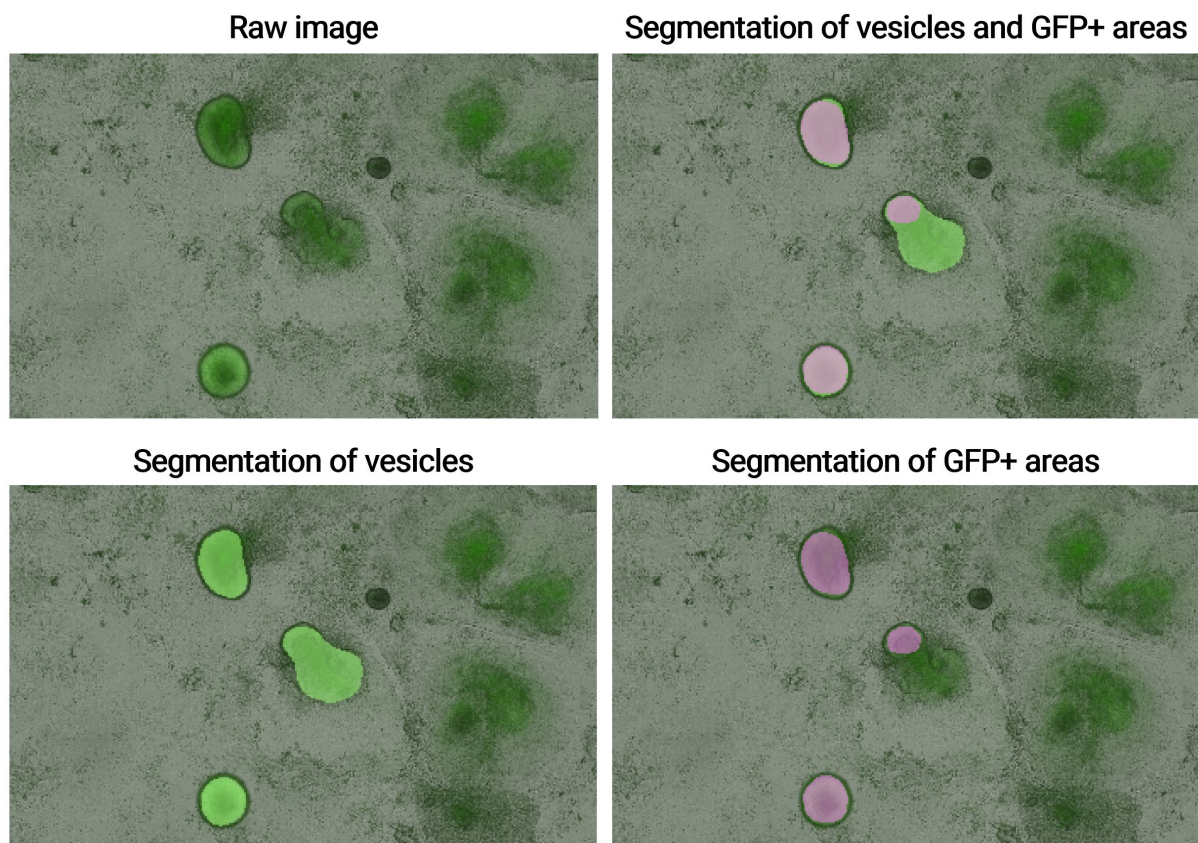 Raw image
Segmentation of vesicles and GFP+ areas
Segmentation of vesicles
Segmentation of GFP+ areas